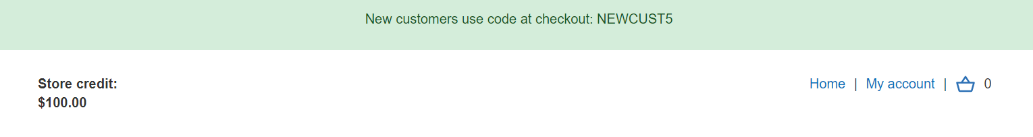 New customers use code at checkout: NEWCUST5
Store credit:
$100.00
Home | My account | 0